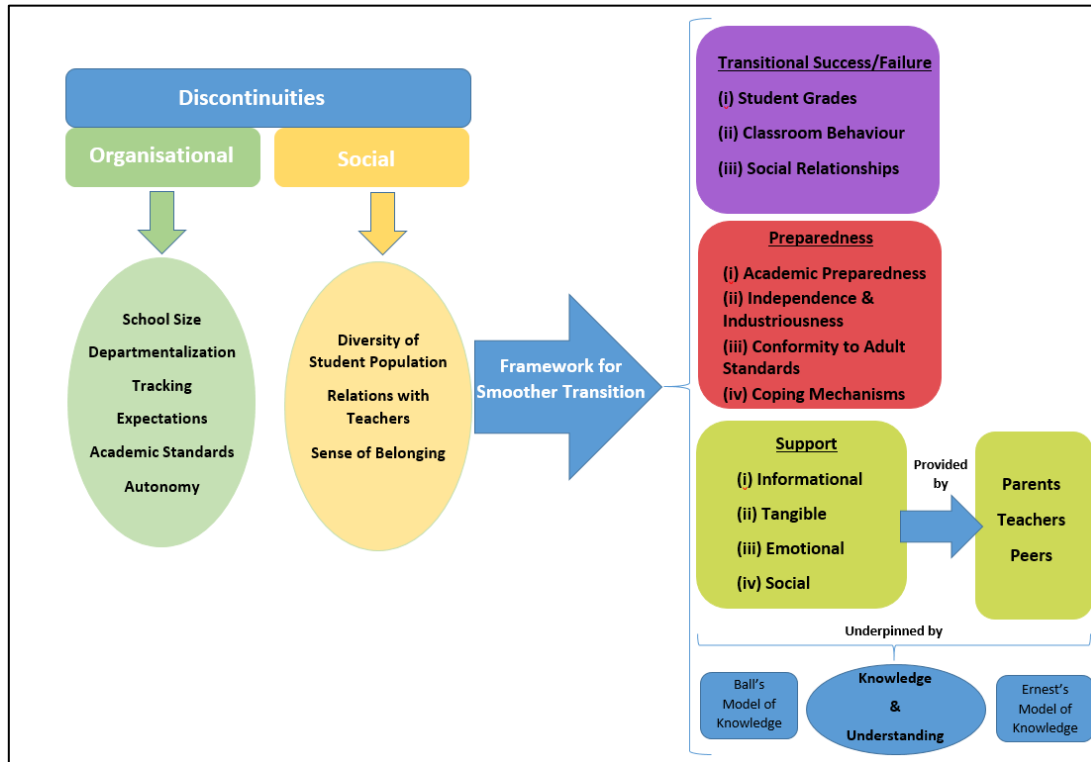 Discontinuities
Organisational
Social
School Size
Departmentalization
Tracking
Expectations
Academic Standards
Autonomy
Diversity of
Student Population
Relations with
Teachers
Sense of Belonging
Framework for
Smoother Transition
Transitional Success/Failure
(i) Student Grades
(ii) Classroom Behaviour
(iii) Social Relationships
Preparedness
(i) Academic Preparedness
(ii) Independence &
Industriousness
(iii) Conformity to Adult
Standards
(iv) Coping Mechanisms
Support
(i) Informational
(ii) Tangible
(iii) Emotional
(iv) Social
Provided
by
Parents
Teachers
Peers
Underpinned by
Ball's
Model of
Knowledge
Knowledge
&
Understanding
Ernest's
Model of
Knowledge